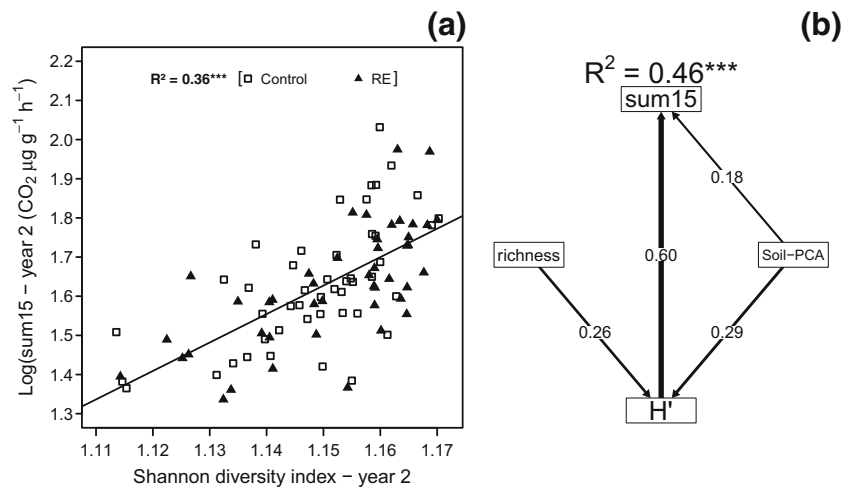 (a)
Log(sum15 − year 2 (CO₂ µg g⁻¹ h⁻¹)
2.2
2.1
2.0
1.9
1.8
1.7
1.6
1.5
1.4
1.3
R² = 0.36*** [□ Control ▲ RE]
1.11 1.12 1.13 1.14 1.15 1.16 1.17
Shannon diversity index − year 2
(b)
R² = 0.46***
sum15
0.18
richness
0.60
Soil−PCA
0.26
0.29
H'